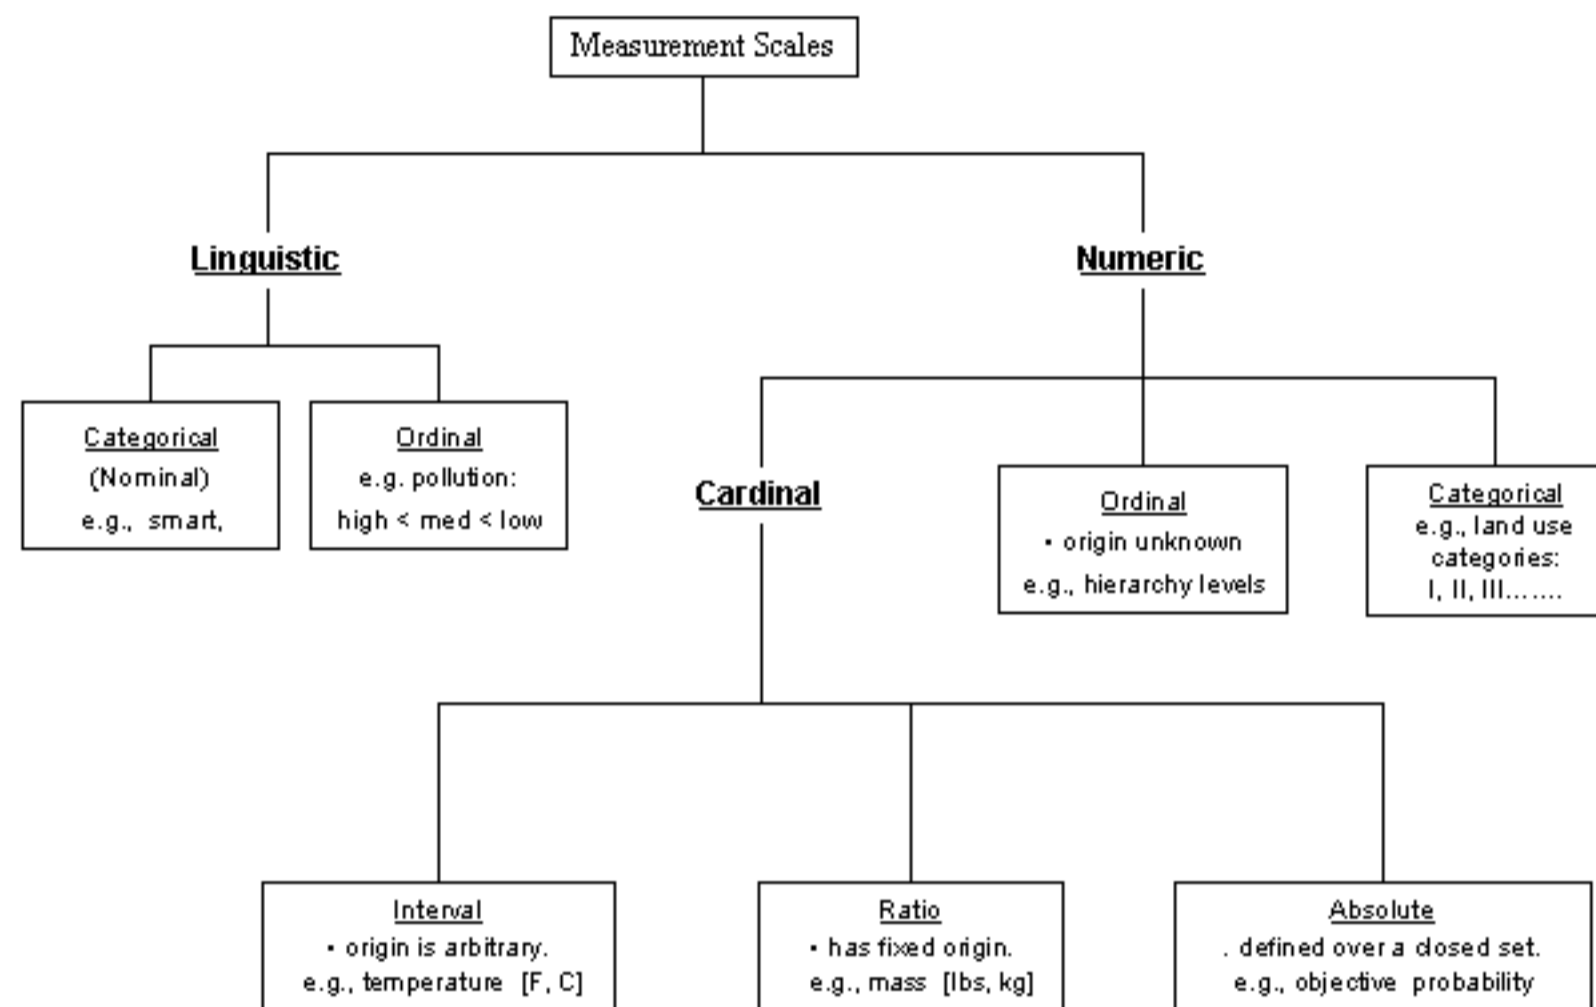 Measurement Scales
Linguistic
Numeric
Categorical
(Nominal)
e.g., smart,
Ordinal
e.g. pollution:
high < med < low
Cardinal
Ordinal
• origin unknown
e.g., hierarchy levels
Categorical
e.g., land use
categories:
I, II, III.......
Interval
• origin is arbitrary.
e.g., temperature [F, C]
Ratio
• has fixed origin.
e.g., mass [lbs, kg]
Absolute
. defined over a closed set.
e.g., objective probability